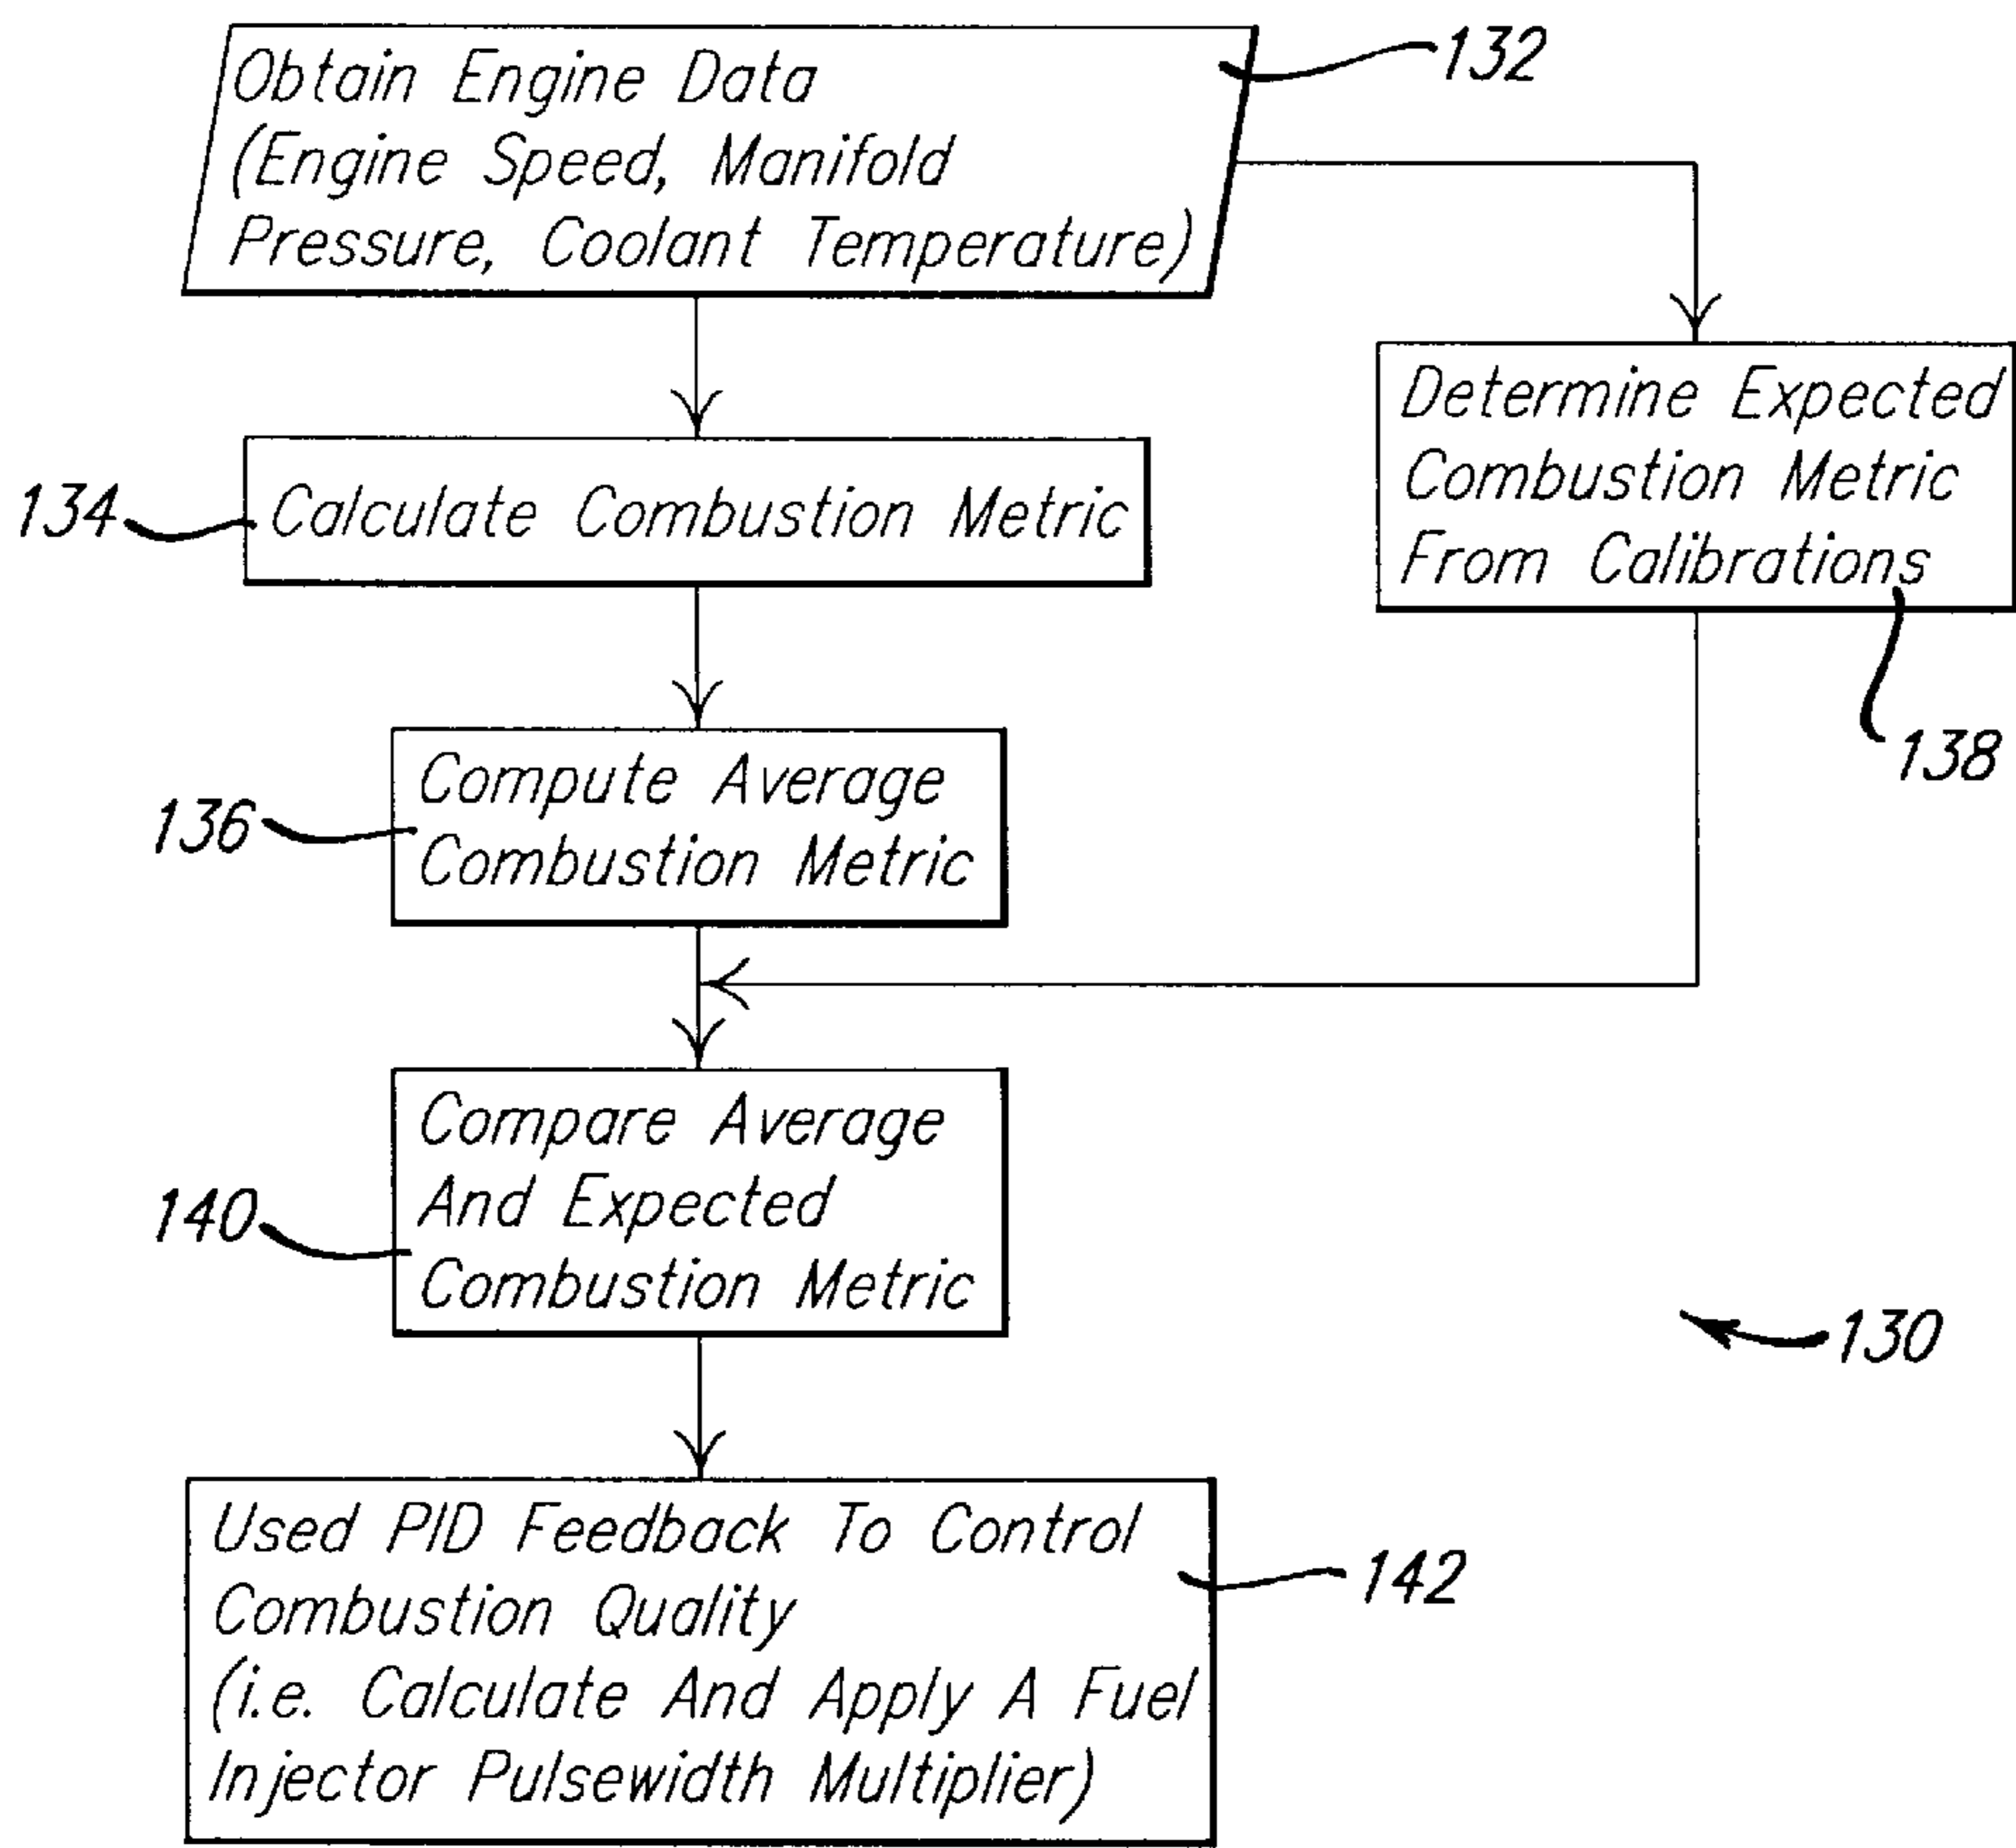 Obtain Engine Data
(Engine Speed, Manifold
Pressure, Coolant Temperature)
132
Determine Expected
Combustion Metric
From Calibrations
138
134
Calculate Combustion Metric
136
Compute Average
Combustion Metric
140
Compare Average
And Expected
Combustion Metric
130
Used PID Feedback To Control
Combustion Quality
(i.e. Calculate And Apply A Fuel
Injector Pulsewidth Multiplier)
142